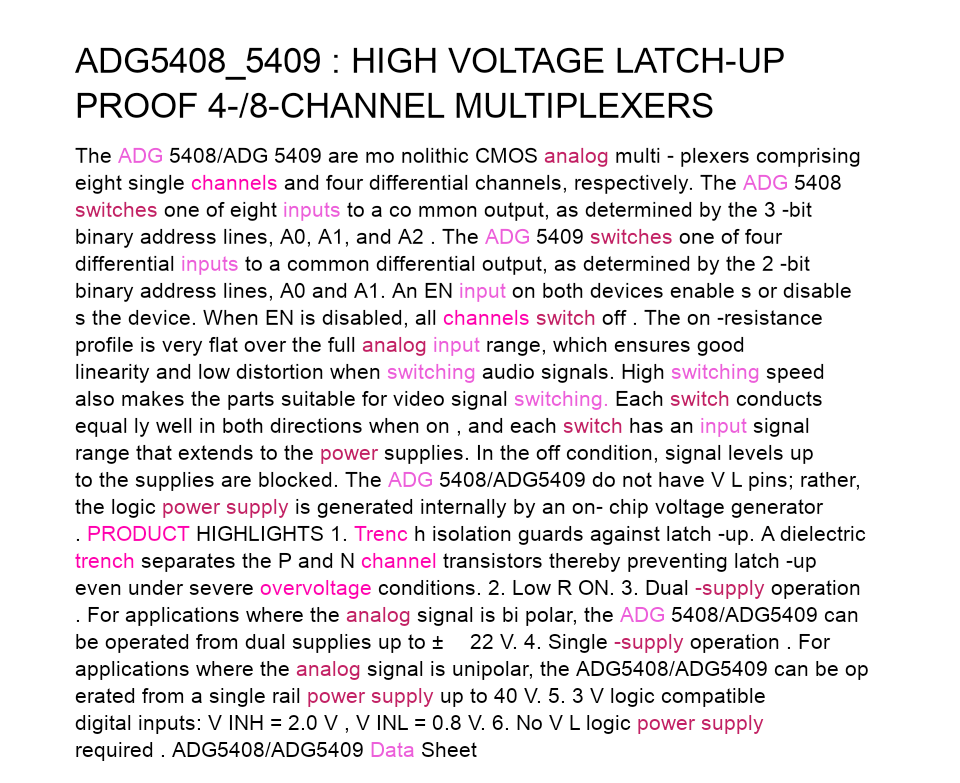 ADG5408_5409 : HIGH VOLTAGE LATCH-UP
PROOF 4-/8-CHANNEL MULTIPLEXERS
The ADG 5408/ADG 5409 are mo nolithic CMOS analog multi - plexers comprising
eight single channels and four differential channels, respectively. The ADG 5408
switches one of eight inputs to a co mmon output, as determined by the 3 -bit
binary address lines, A0, A1, and A2 . The ADG 5409 switches one of four
differential inputs to a common differential output, as determined by the 2 -bit
binary address lines, A0 and A1. An EN input on both devices enable s or disable
s the device. When EN is disabled, all channels switch off . The on -resistance
profile is very flat over the full analog input range, which ensures good
linearity and low distortion when switching audio signals. High switching speed
also makes the parts suitable for video signal switching. Each switch conducts
equal ly well in both directions when on , and each switch has an input signal
range that extends to the power supplies. In the off condition, signal levels up
to the supplies are blocked. The ADG 5408/ADG5409 do not have V L pins; rather,
the logic power supply is generated internally by an on- chip voltage generator
. PRODUCT HIGHLIGHTS 1. Trenc h isolation guards against latch -up. A dielectric
trench separates the P and N channel transistors thereby preventing latch -up
even under severe overvoltage conditions. 2. Low R ON. 3. Dual -supply operation
. For applications where the analog signal is bi polar, the ADG 5408/ADG5409 can
be operated from dual supplies up to ± 22 V. 4. Single -supply operation . For
applications where the analog signal is unipolar, the ADG5408/ADG5409 can be op
erated from a single rail power supply up to 40 V. 5. 3 V logic compatible
digital inputs: V INH = 2.0 V , V INL = 0.8 V. 6. No V L logic power supply
required . ADG5408/ADG5409 Data Sheet